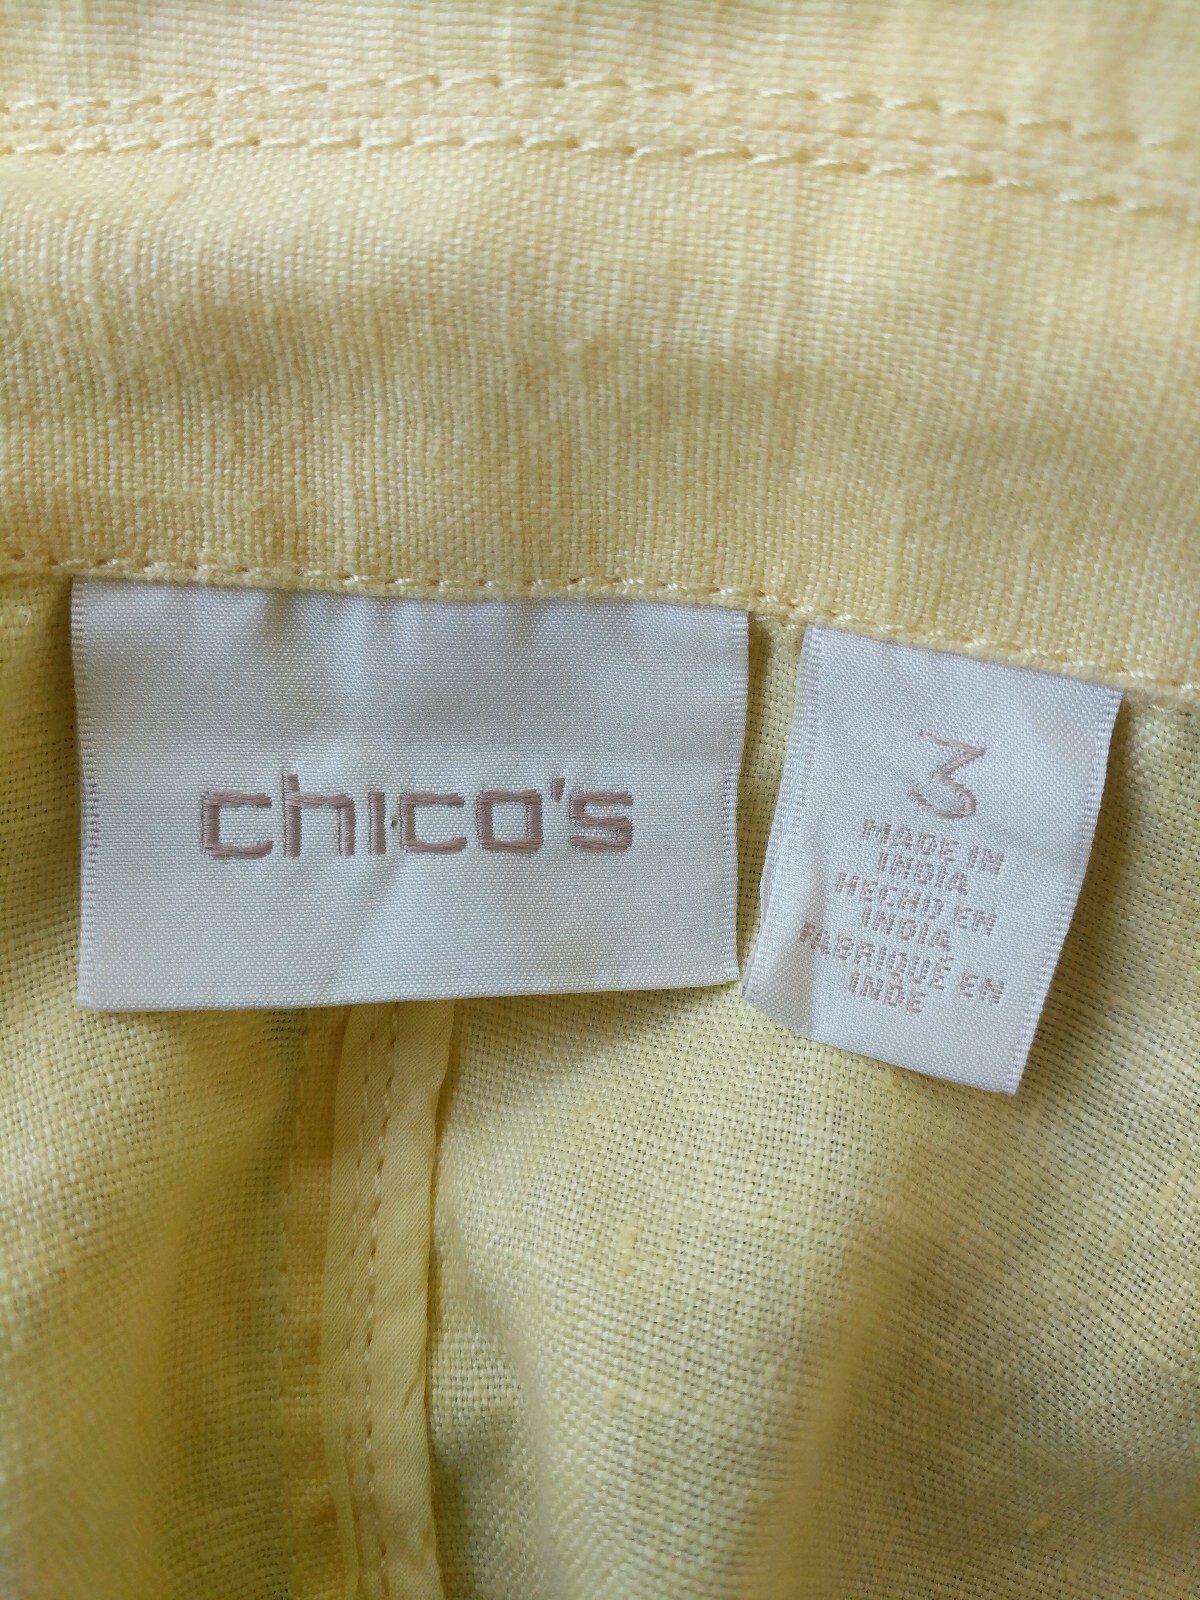 chico's
3
MADE IN
INDIA
HECHO EN
INDIA
FABRIQUÉ EN
INDE